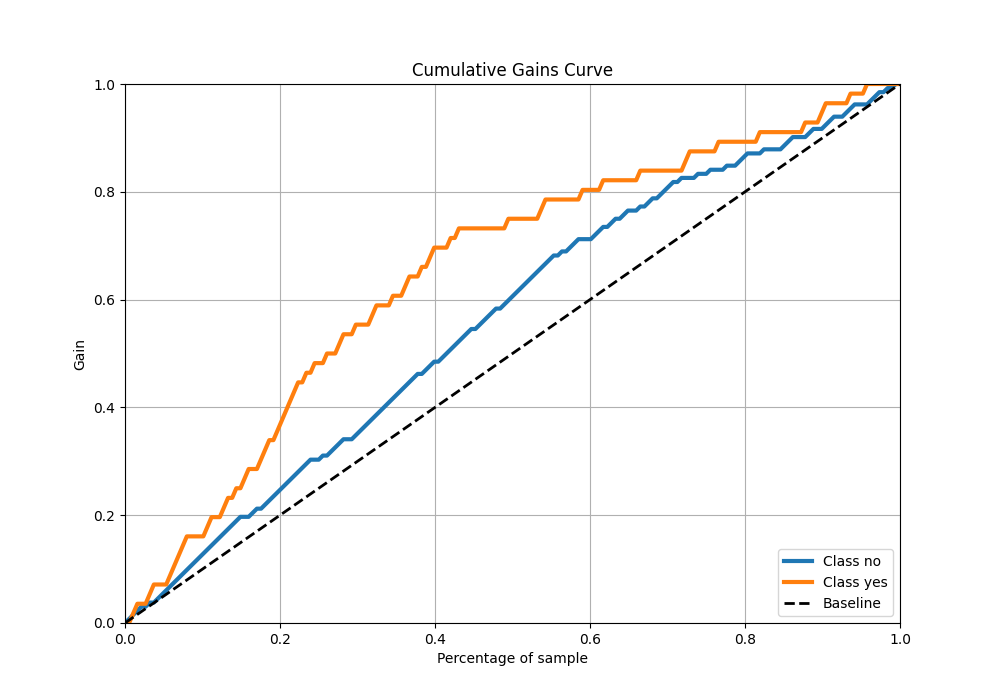 Cumulative Gains Curve
1.0
0.8
0.6
0.4
0.2
0.0
Gain
0.0 0.2 0.4 0.6 0.8 1.0
Percentage of sample
Class no
Class yes
Baseline